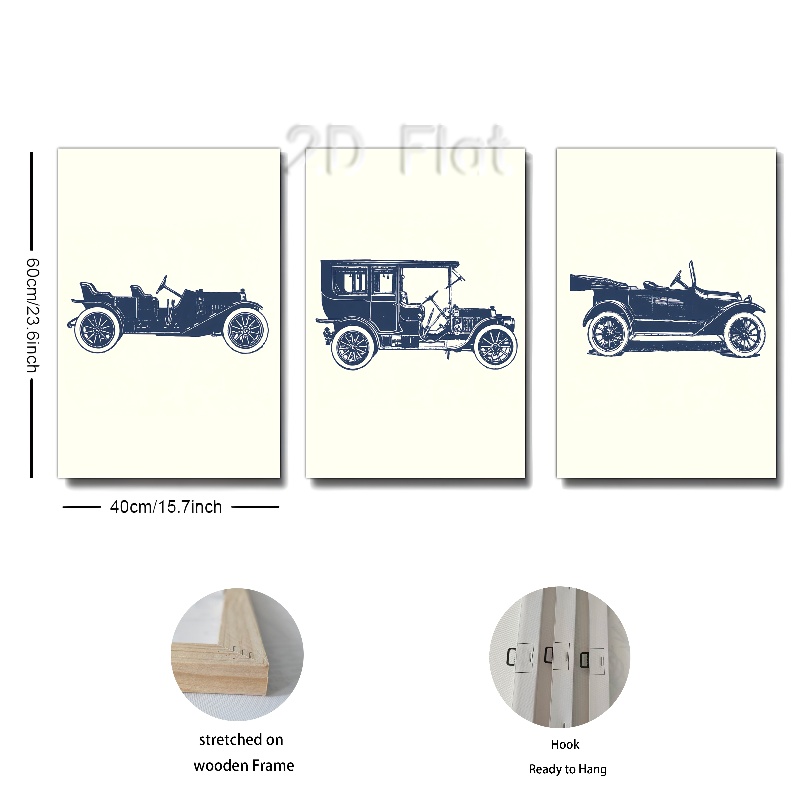 2D Flat
60cm/23.6inch
40cm/15.7inch
stretched on
wooden Frame
Hook
Ready to Hang